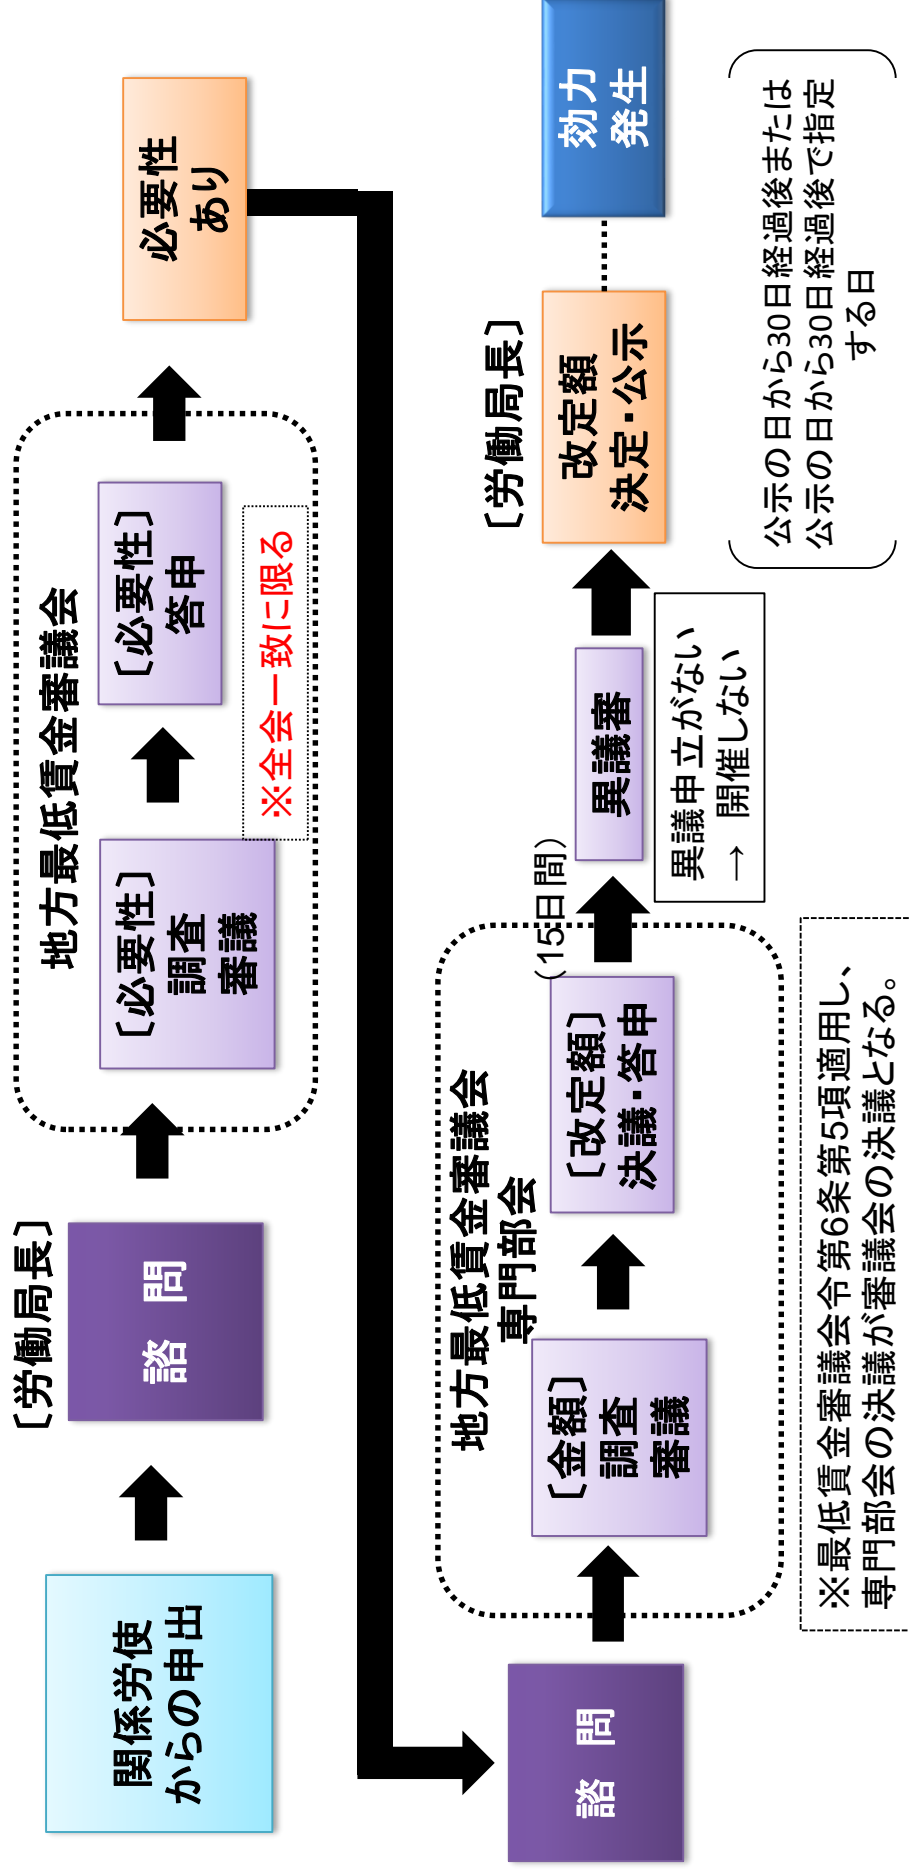 関係労使
からの申出
〔労働局長〕
諮　問
地方最低賃金審議会
〔必要性〕
調査
審議
〔必要性〕
答申
※全会一致に限る
必要性
あり
諮　問
地方最低賃金審議会
専門部会
〔金額〕
調査
審議
〔改定額〕
決議・答申
（15日間）
異議審
異議申立がない
→ 開催しない
〔労働局長〕
改定額
決定・公示
効力
発生
公示の日から30日経過後または
公示の日から30日経過後で指定
する日
※最低賃金審議会令第6条第5項適用し、
専門部会の決議が審議会の決議となる。